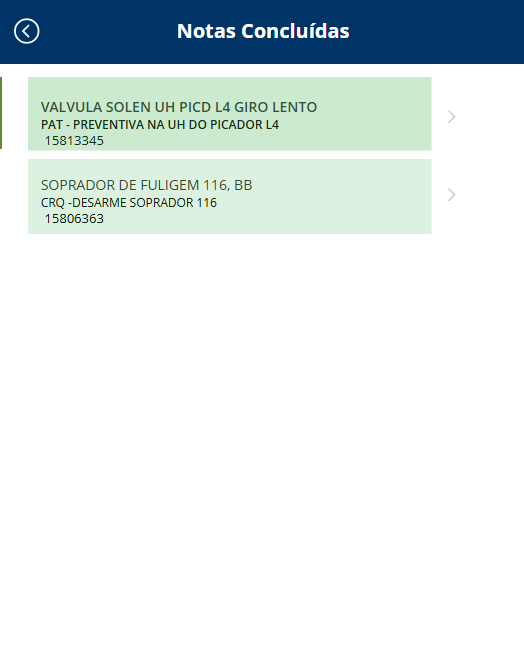 Notas Concluídas
VALVULA SOLEN UH PICD L4 GIRO LENTO
PAT - PREVENTIVA NA UH DO PICADOR L4
15813345
SOPRADOR DE FULIGEM 116, BB
CRQ -DESARME SOPRADOR 116
15806363